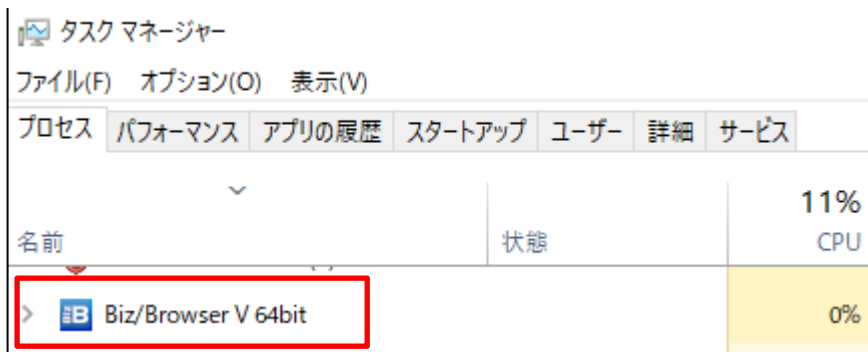 タスク マネージャー
ファイル(F) オプション(O) 表示(V)
プロセス パフォーマンス アプリの履歴 スタートアップ ユーザー 詳細 サービス
11%
名前 状態 CPU
Biz/Browser V 64bit 0%